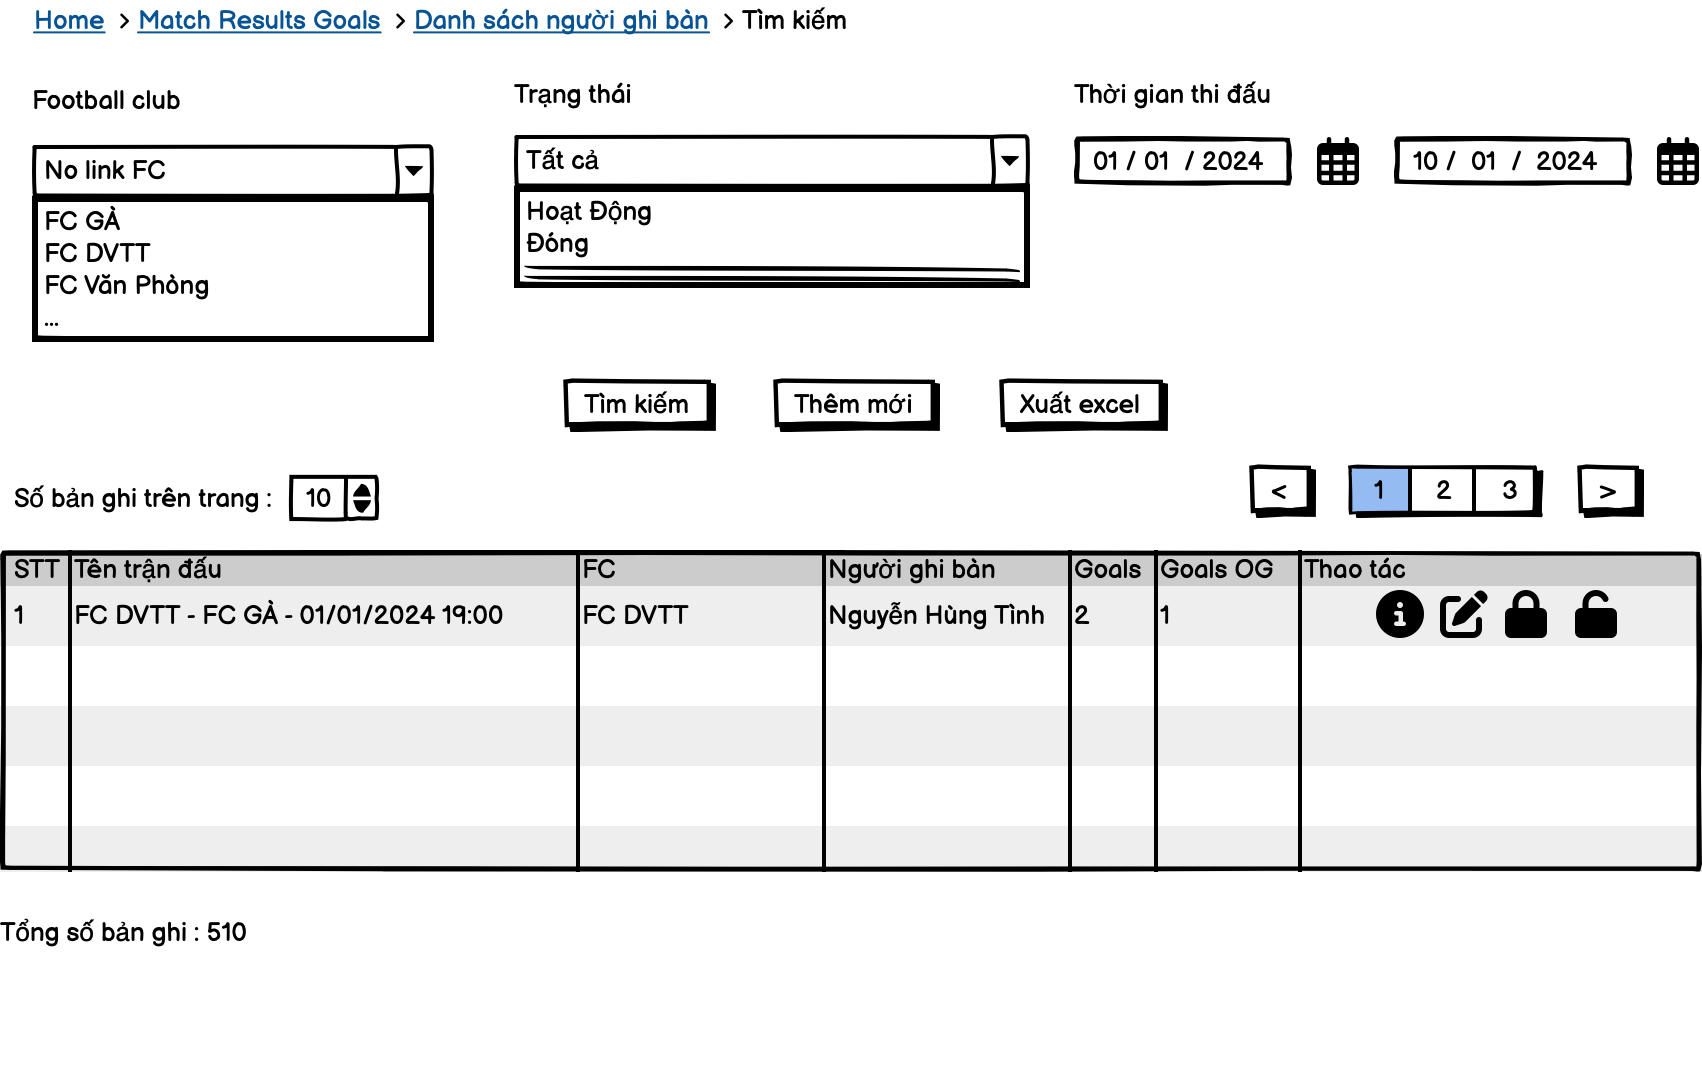 Home > Match Results Goals > Danh sách người ghi bàn > Tìm kiếm
Football club
Trạng thái
Thời gian thi đấu
No link FC
FC GÀ
FC DVTT
FC Văn Phòng
...
Tất cả
Hoạt Động
Đóng
01 / 01 / 2024
10 / 01 / 2024
Tìm kiếm
Thêm mới
Xuất excel
Số bản ghi trên trang : 10
< 1 2 3 >
STT Tên trận đấu FC Người ghi bàn Goals Goals OG Thao tác
1 FC DVTT - FC GÀ - 01/01/2024 19:00 FC DVTT Nguyễn Hùng Tình 2 1
Tổng số bản ghi : 510